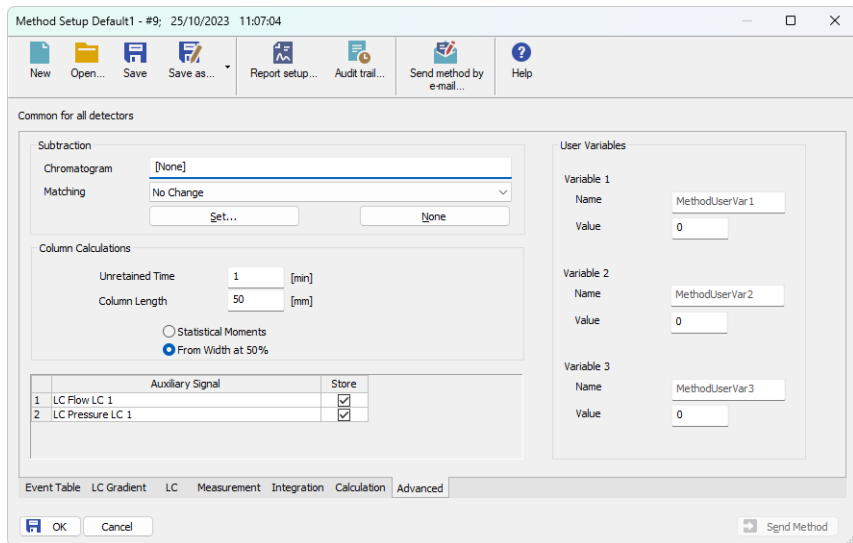 Method Setup Default1 - #9;  25/10/2023  11:07:04
New Open... Save Save as... Report setup... Audit trail... Send method by e-mail... Help
Common for all detectors
Subtraction
Chromatogram [None]
Matching No Change
Set... None
Column Calculations
Unretained Time 1 [min]
Column Length 50 [mm]
Statistical Moments
From Width at 50%
Auxiliary Signal Store
1 LC Flow LC 1
2 LC Pressure LC 1
User Variables
Variable 1
Name MethodUserVar1
Value 0
Variable 2
Name MethodUserVar2
Value 0
Variable 3
Name MethodUserVar3
Value 0
Event Table LC Gradient LC Measurement Integration Calculation Advanced
OK Cancel Send Method